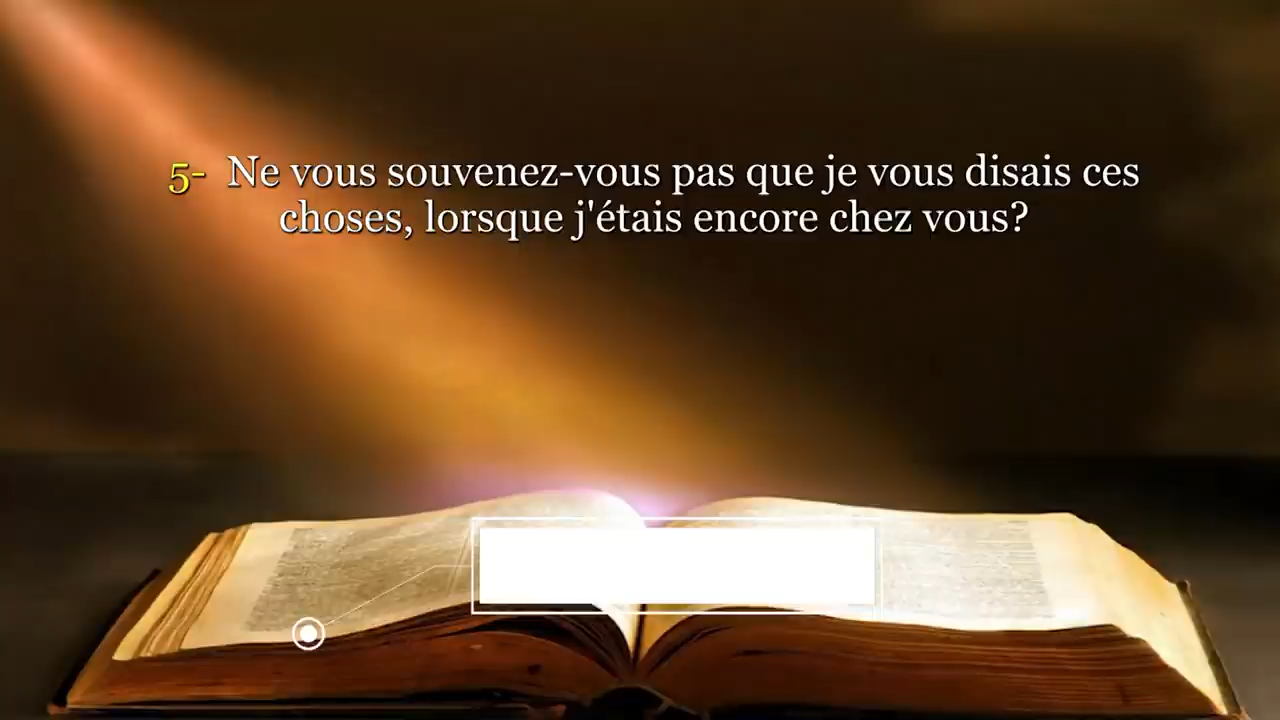 5- Ne vous souvenez-vous pas que je vous disais ces
choses, lorsque j'étais encore chez vous?